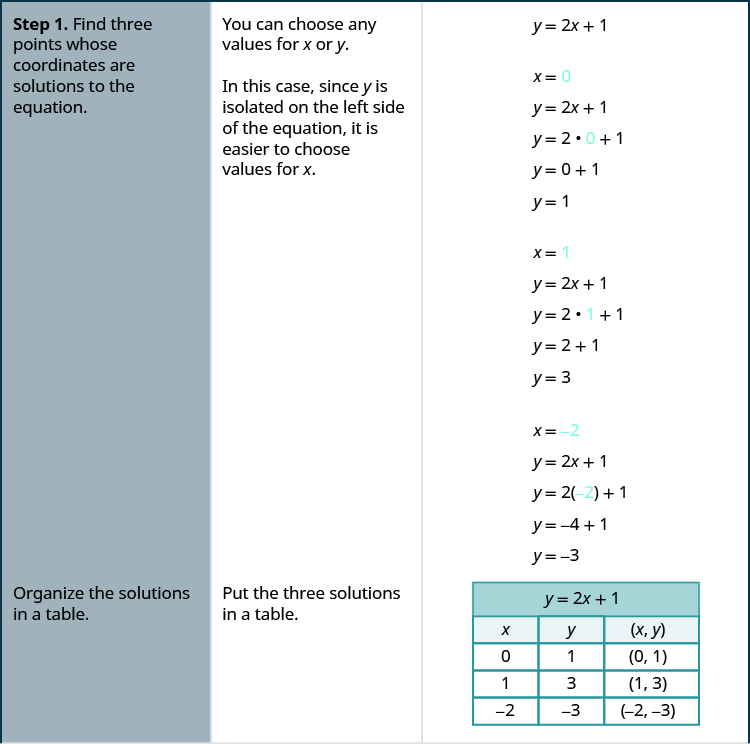 Step 1. Find three
points whose
coordinates are
solutions to the
equation.
You can choose any
values for x or y.
In this case, since y is
isolated on the left side
of the equation, it is
easier to choose
values for x.
y = 2x + 1
x = 0
y = 2x + 1
y = 2 • 0 + 1
y = 0 + 1
y = 1
x = 1
y = 2x + 1
y = 2 • 1 + 1
y = 2 + 1
y = 3
x = –2
y = 2x + 1
y = 2(–2) + 1
y = –4 + 1
y = –3
Organize the solutions
in a table.
Put the three solutions
in a table.
y = 2x + 1
x y (x, y)
0 1 (0, 1)
1 3 (1, 3)
–2 –3 (–2, –3)